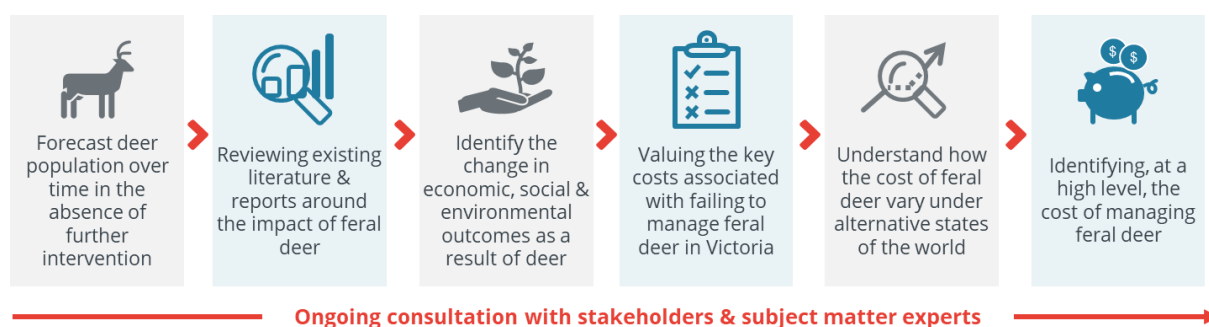 Forecast deer
population over
time in the
absence of
further
intervention
Reviewing existing
literature &
reports around
the impact of feral
deer
Identify the
change in
economic, social &
environmental
outcomes as a
result of deer
Valuing the key
costs associated
with failing to
manage feral
deer in Victoria
Understand how
the cost of feral
deer vary under
alternative states
of the world
$ $
Identifying, at a
high level, the
cost of managing
feral deer
Ongoing consultation with stakeholders & subject matter experts